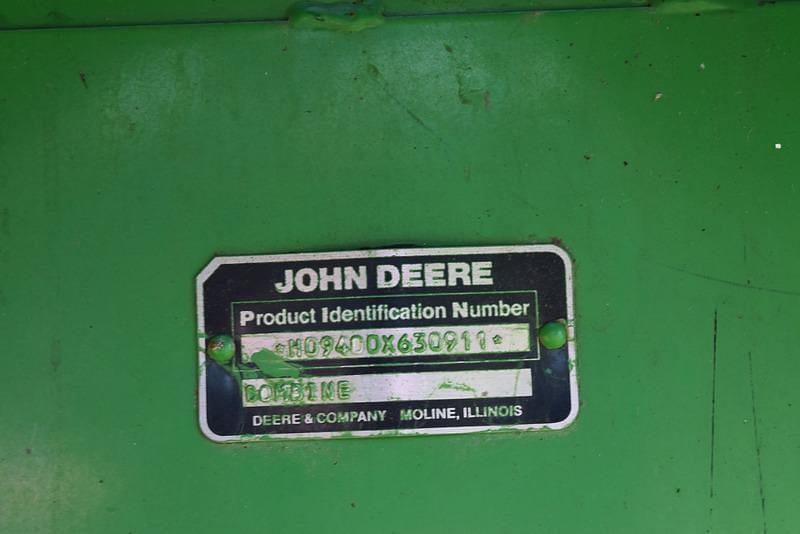 JOHN DEERE
Product Identification Number
*H09400X630911*
COMBINE
DEERE & COMPANY MOLINE, ILLINOIS